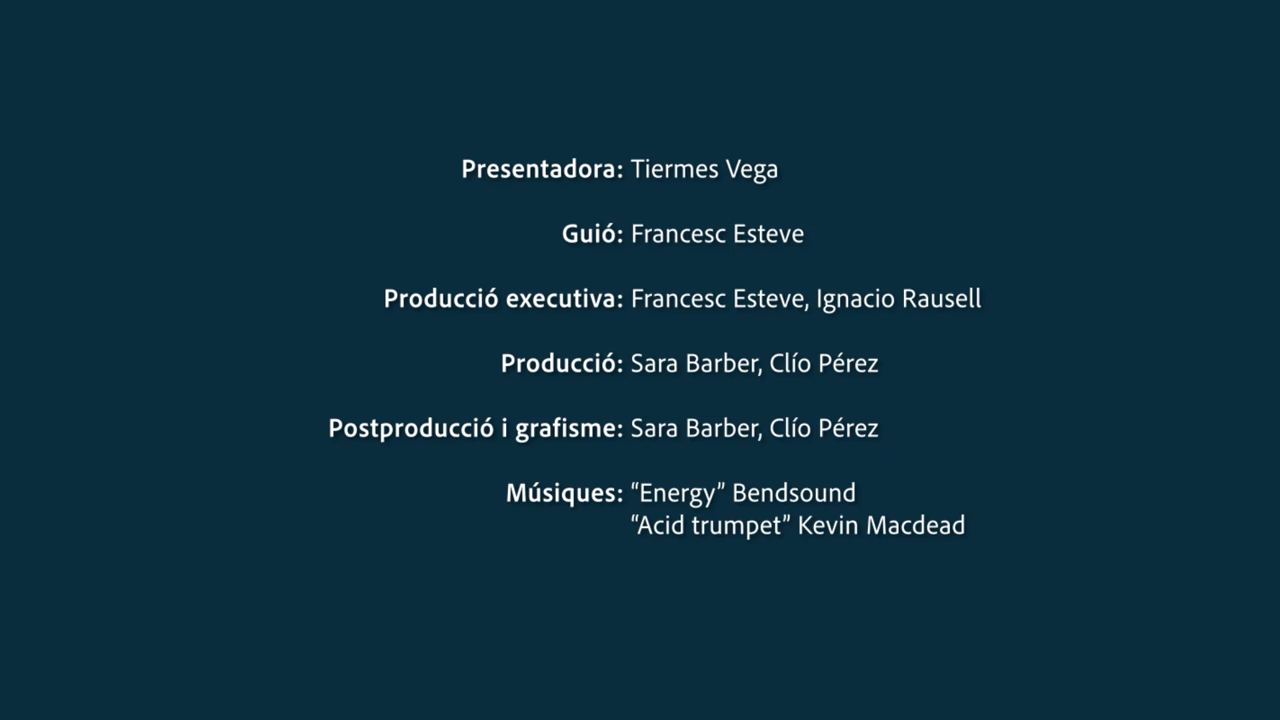 Presentadora: Tiermes Vega
Guió: Francesc Esteve
Producció executiva: Francesc Esteve, Ignacio Rausell
Producció: Sara Barber, Clío Pérez
Postproducció i grafisme: Sara Barber, Clío Pérez
Músiques: “Energy” Bendsound
“Acid trumpet” Kevin Macdead